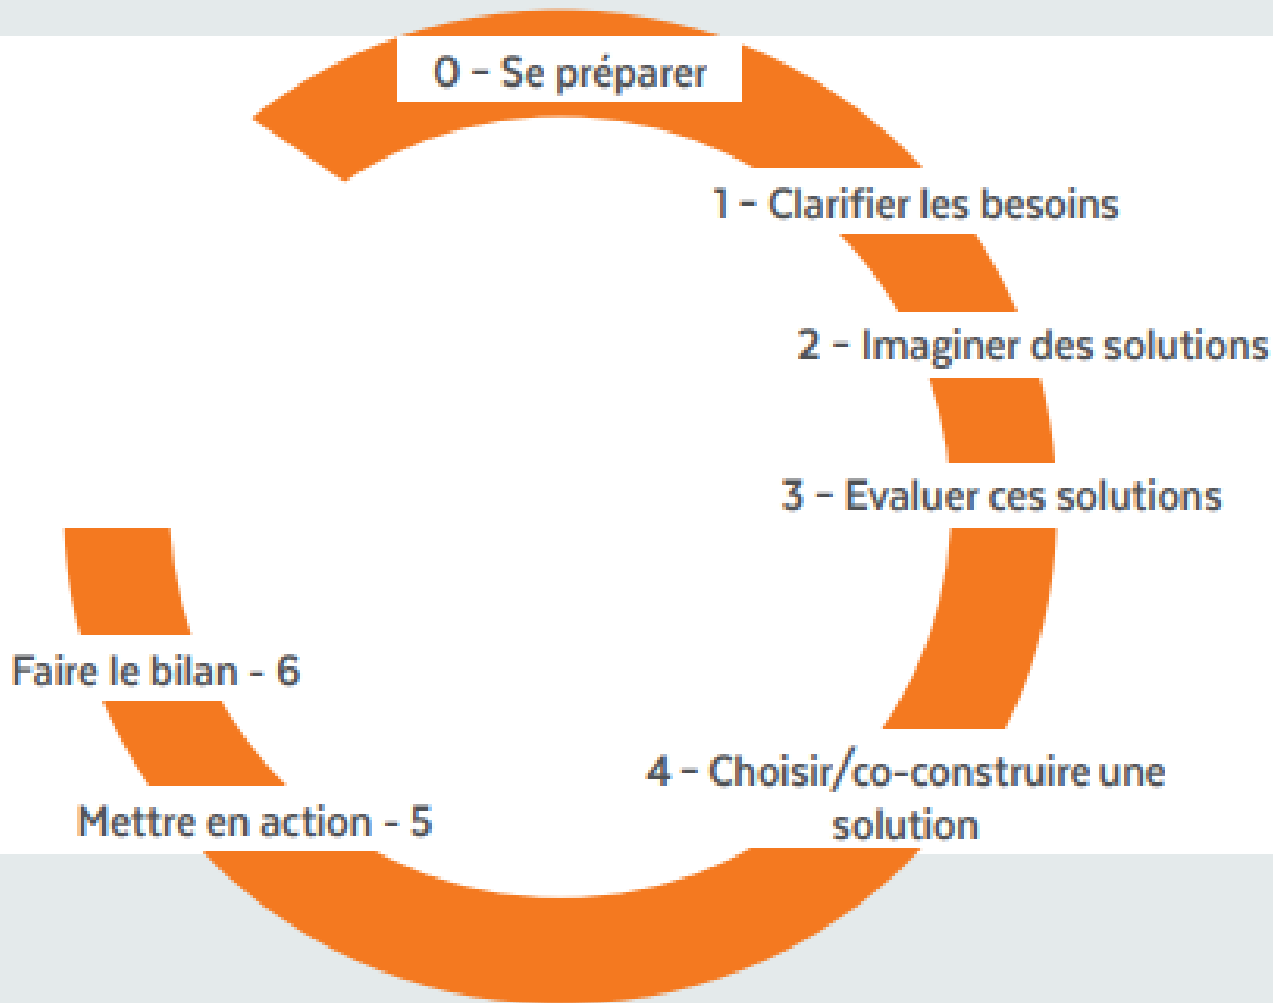 0 – Se préparer
1 – Clarifier les besoins
2 – Imaginer des solutions
3 – Evaluer ces solutions
4 – Choisir/co-construire une
solution
Mettre en action - 5
Faire le bilan - 6